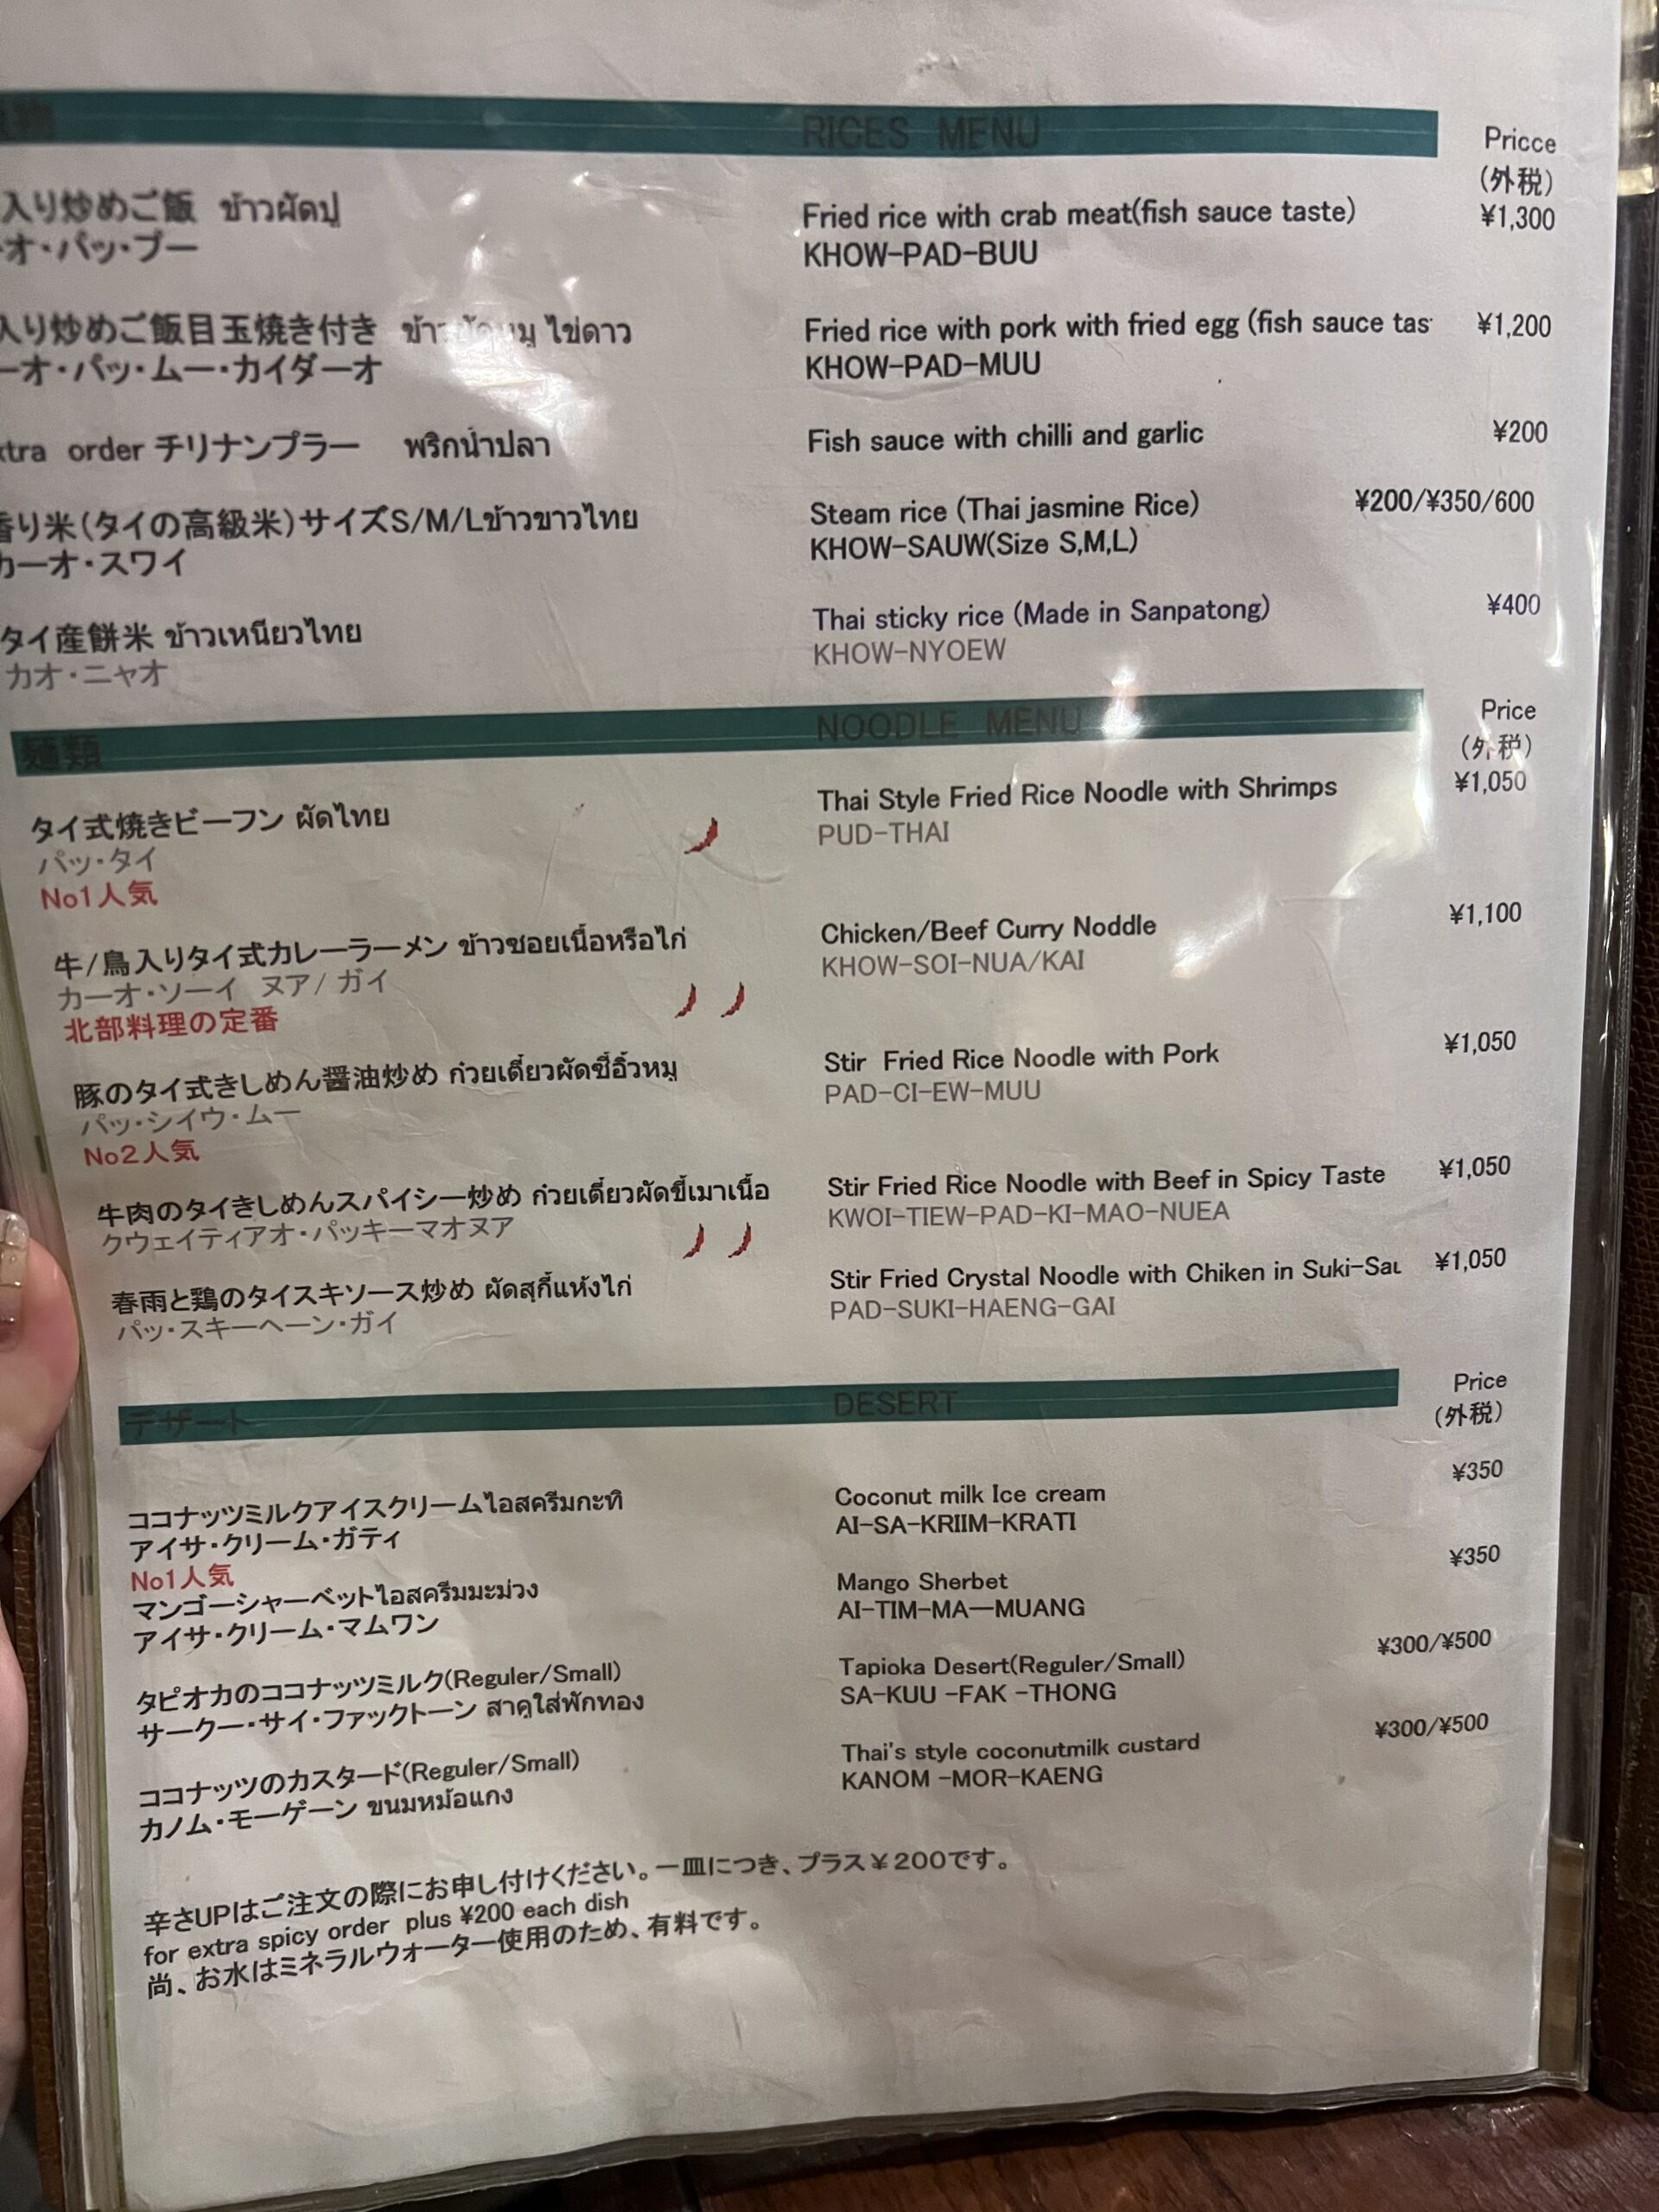 RICES MENU
Pricce
(外税)
入り炒めご飯 ข้าวผัดปู
Fried rice with crab meat(fish sauce taste)
¥1,300
オ・パッ・プー
KHOW-PAD-BUU
入り炒めご飯目玉焼き付き ไข่ดาว
Fried rice with pork with fried egg (fish sauce tas
¥1,200
ーオ・パッ・ムー・カイダーオ
KHOW-PAD-MUU
xtra order チリナンプラー พริกน้ำปลา
Fish sauce with chilli and garlic
¥200
香り米(タイの高級米)サイズS/M/Lข้าวขาวไทย
Steam rice (Thai jasmine Rice)
¥200/¥350/600
カーオ・スワイ
KHOW-SAUW(Size S,M,L)
タイ産餅米 ข้าวเหนียวไทย
Thai sticky rice (Made in Sanpatong)
¥400
カオ・ニャオ
KHOW-NYOEW
麺類
NOODLE MENU
Price
(外税)
タイ式焼きビーフン ผัดไทย
Thai Style Fried Rice Noodle with Shrimps
¥1,050
パッ・タイ
PUD-THAI
No1人気
牛/鳥入りタイ式カレーラーメン ข้าวซอยเนื้อหรือไก่
Chicken/Beef Curry Noddle
¥1,100
カーオ・ソーイ ヌア/ ガイ
KHOW-SOI-NUA/KAI
北部料理の定番
豚のタイ式きしめん醤油炒め ก๋วยเตี๋ยวผัดซี้อิ้วหมู
Stir Fried Rice Noodle with Pork
¥1,050
パッ・シイウ・ムー
PAD-CI-EW-MUU
No2人気
牛肉のタイきしめんスパイシー炒め ก๋วยเตี๋ยวผัดขี้เมาเนื้อ
Stir Fried Rice Noodle with Beef in Spicy Taste
¥1,050
クウェイティアオ・パッキーマオヌア
KWOI-TIEW-PAD-KI-MAO-NUEA
春雨と鶏のタイスキソース炒め ผัดสุกี้แห้งไก่
Stir Fried Crystal Noodle with Chiken in Suki-Sau
¥1,050
パッ・スキーヘーン・ガイ
PAD-SUKI-HAENG-GAI
デザート
DESERT
Price
(外税)
ココナッツミルクアイスクリームไอสครีมกะทิ
Coconut milk Ice cream
¥350
アイサ・クリーム・ガティ
AI-SA-KRIIM-KRATI
No1人気
マンゴーシャーベットไอสครีมมะม่วง
Mango Sherbet
¥350
アイサ・クリーム・マムワン
AI-TIM-MA—MUANG
タピオカのココナッツミルク(Reguler/Small)
Tapioka Desert(Reguler/Small)
¥300/¥500
サークー・サイ・ファックトーン สาคูใส่ฟักทอง
SA-KUU -FAK -THONG
ココナッツのカスタード(Reguler/Small)
Thai's style coconutmilk custard
¥300/¥500
カノム・モーゲーン ขนมหม้อแกง
KANOM -MOR-KAENG
辛さUPはご注文の際にお申し付けください。一皿につき、プラス¥200です。
for extra spicy order plus ¥200 each dish
尚、お水はミネラルウォーター使用のため、有料です。